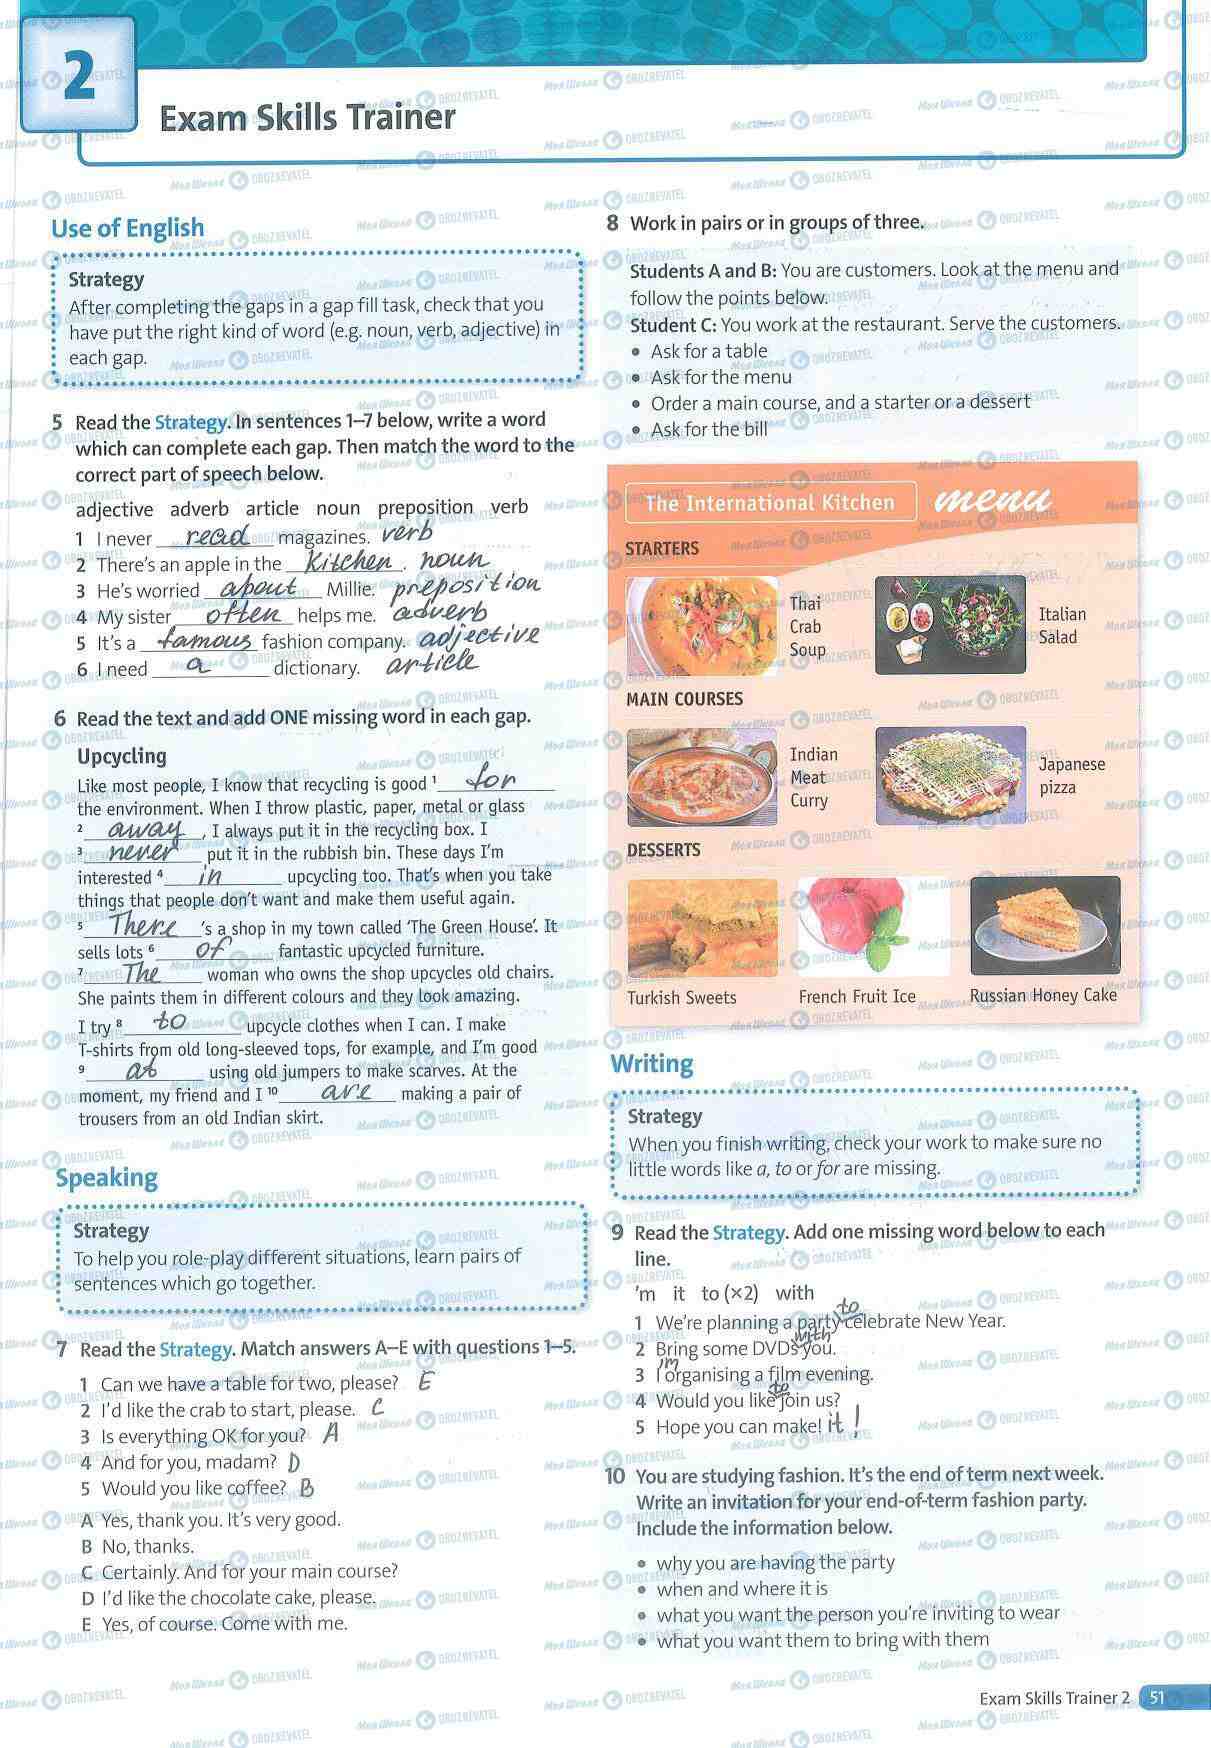 2
Exam Skills Trainer
Use of English
Strategy
After completing the gaps in a gap fill task, check that you
have put the right kind of word (e.g. noun, verb, adjective) in
each gap.
5 Read the Strategy. In sentences 1–7 below, write a word
which can complete each gap. Then match the word to the
correct part of speech below.
adjective adverb article noun preposition verb
1 I never read magazines. verb
2 There's an apple in the kitchen. noun
3 He's worried about Millie. preposition
4 My sister often helps me. adverb
5 It's a famous fashion company. adjective
6 I need a dictionary. article
6 Read the text and add ONE missing word in each gap.
Upcycling
Like most people, I know that recycling is good 1 for
the environment. When I throw plastic, paper, metal or glass
2 away, I always put it in the recycling box. I
3 never put it in the rubbish bin. These days I'm
interested 4 in upcycling too. That's when you take
things that people don't want and make them useful again.
5 There 's a shop in my town called 'The Green House'. It
sells lots 6 of fantastic upcycled furniture.
7 The woman who owns the shop upcycles old chairs.
She paints them in different colours and they look amazing.
I try 8 to upcycle clothes when I can. I make
T-shirts from old long-sleeved tops, for example, and I'm good
9 at using old jumpers to make scarves. At the
moment, my friend and I 10 are making a pair of
trousers from an old Indian skirt.
Speaking
Strategy
To help you role-play different situations, learn pairs of
sentences which go together.
7 Read the Strategy. Match answers A–E with questions 1–5.
1 Can we have a table for two, please? E
2 I'd like the crab to start, please. C
3 Is everything OK for you? A
4 And for you, madam? D
5 Would you like coffee? B
A Yes, thank you. It's very good.
B No, thanks.
C Certainly. And for your main course?
D I'd like the chocolate cake, please.
E Yes, of course. Come with me.
8 Work in pairs or in groups of three.
Students A and B: You are customers. Look at the menu and
follow the points below.
Student C: You work at the restaurant. Serve the customers.
• Ask for a table
• Ask for the menu
• Order a main course, and a starter or a dessert
• Ask for the bill
The International Kitchen menu
STARTERS
Thai
Crab
Soup
Italian
Salad
MAIN COURSES
Indian
Meat
Curry
Japanese
pizza
DESSERTS
Turkish Sweets
French Fruit Ice
Russian Honey Cake
Writing
Strategy
When you finish writing, check your work to make sure no
little words like a, to or for are missing.
9 Read the Strategy. Add one missing word below to each
line.
'm it to (×2) with
1 We're planning a party to celebrate New Year.
2 Bring some DVDs with you.
3 I 'm organising a film evening.
4 Would you like to join us?
5 Hope you can make! it!
10 You are studying fashion. It's the end of term next week.
Write an invitation for your end-of-term fashion party.
Include the information below.
• why you are having the party
• when and where it is
• what you want the person you're inviting to wear
• what you want them to bring with them
Exam Skills Trainer 2 51
Моя Школа OBOZREVATEL